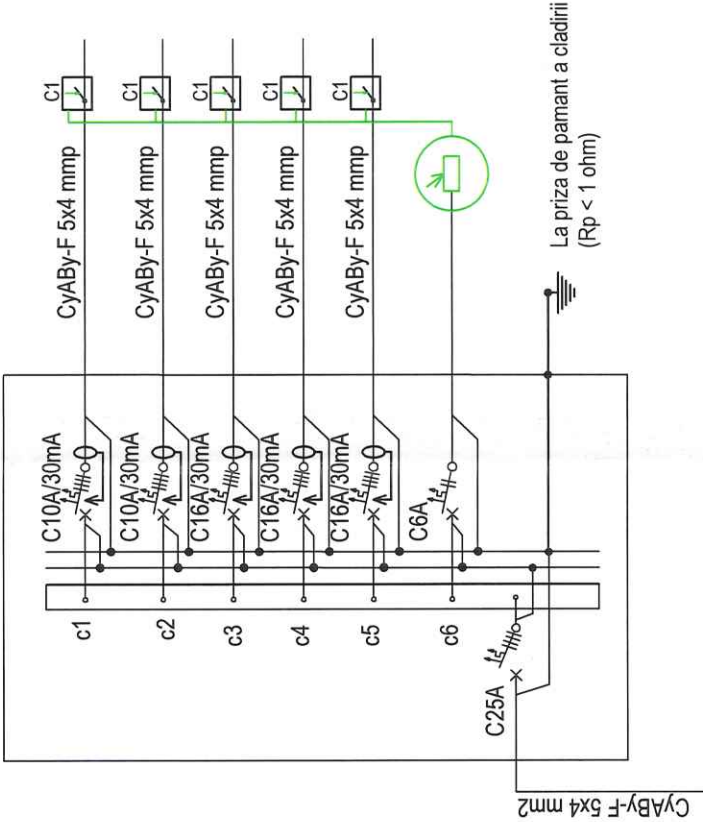 C1
CyABy-F 5x4 mmp
C10A/30mA
c1
C1
CyABy-F 5x4 mmp
C10A/30mA
c2
C1
CyABy-F 5x4 mmp
C16A/30mA
c3
C1
CyABy-F 5x4 mmp
C16A/30mA
c4
C1
CyABy-F 5x4 mmp
C16A/30mA
c5
C6A
c6
C25A
La priza de pamant a cladirii
(Rp < 1 ohm)
CyABy-F 5x4 mm2